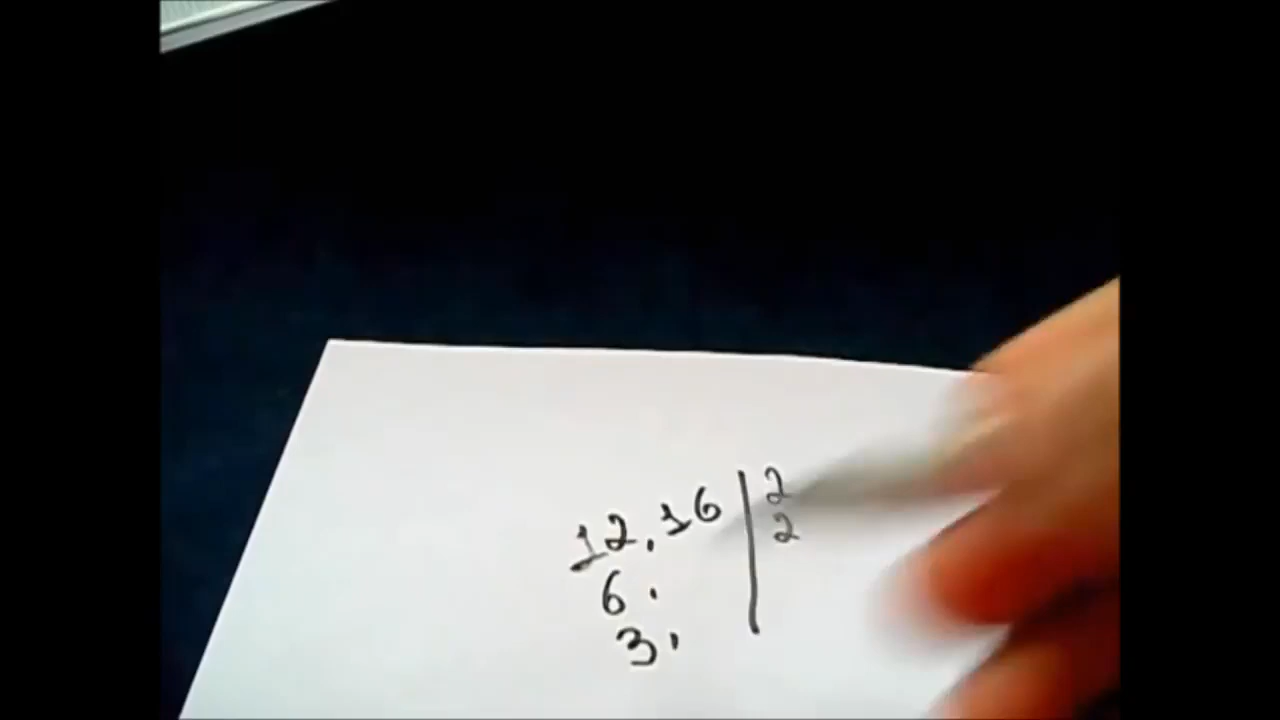 12, 16 | 2
6, | 2
3, |